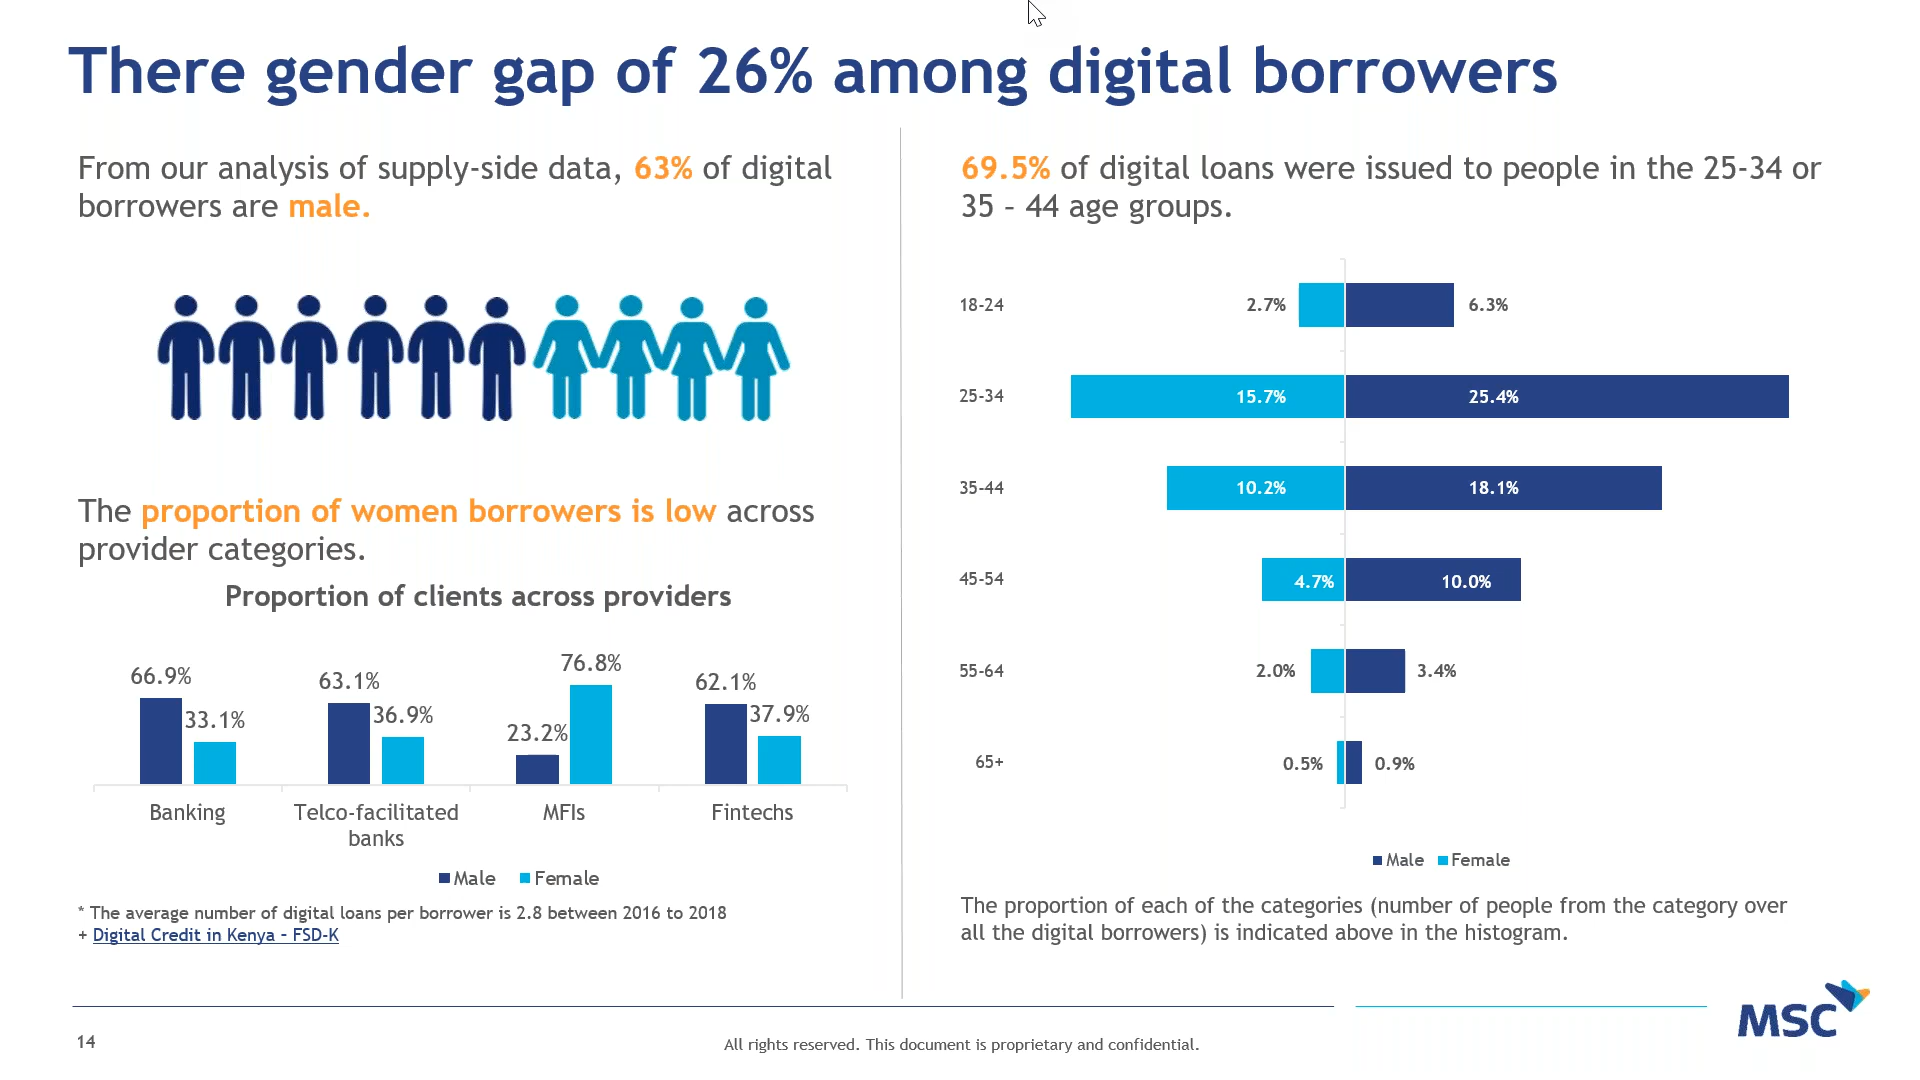 There gender gap of 26% among digital borrowers
From our analysis of supply-side data, 63% of digital
borrowers are male.
The proportion of women borrowers is low across
provider categories.
Proportion of clients across providers
66.9%
33.1%
63.1%
36.9%
23.2%
76.8%
62.1%
37.9%
Banking
Telco-facilitated
banks
MFIs
Fintechs
Male
Female
* The average number of digital loans per borrower is 2.8 between 2016 to 2018
+ Digital Credit in Kenya – FSD-K
69.5% of digital loans were issued to people in the 25-34 or
35 – 44 age groups.
18-24 2.7% 6.3%
25-34 15.7% 25.4%
35-44 10.2% 18.1%
45-54 4.7% 10.0%
55-64 2.0% 3.4%
65+ 0.5% 0.9%
Male Female
The proportion of each of the categories (number of people from the category over
all the digital borrowers) is indicated above in the histogram.
14
All rights reserved. This document is proprietary and confidential.
MSC